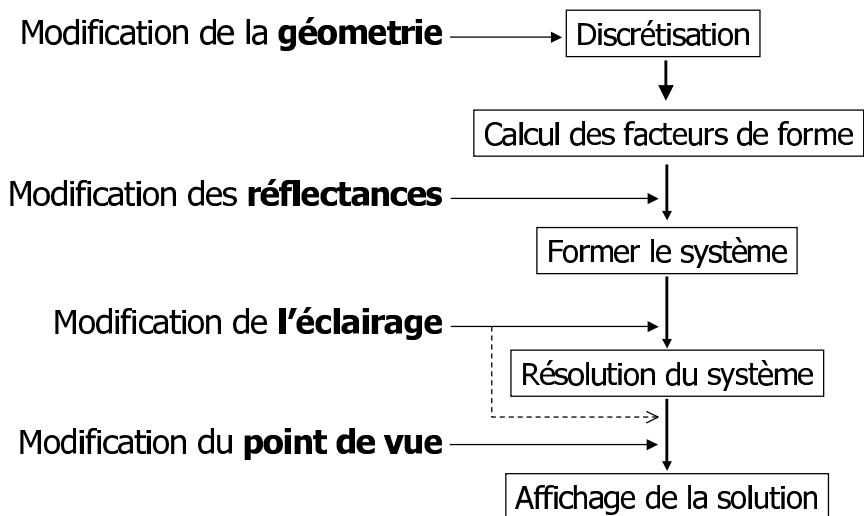 Modification de la géometrie
Discrétisation
Calcul des facteurs de forme
Modification des réflectances
Former le système
Modification de l'éclairage
Résolution du système
Modification du point de vue
Affichage de la solution